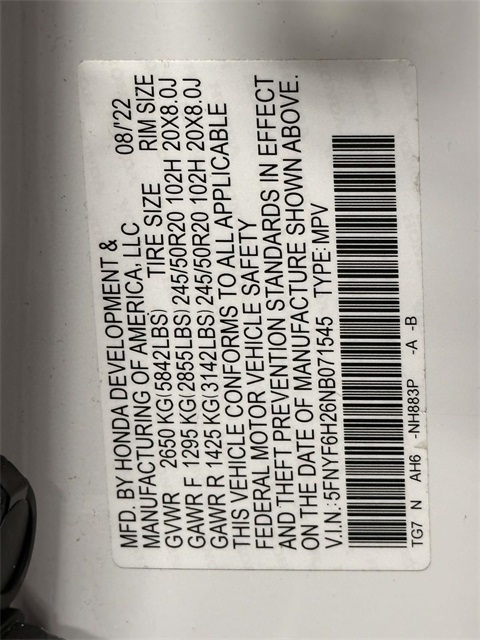 MFD. BY HONDA DEVELOPMENT & 08/'22
MANUFACTURING OF AMERICA, LLC
GVWR 2650 KG(5842LBS) TIRE SIZE RIM SIZE
GAWR F 1295 KG(2855LBS) 245/50R20 102H 20X8.0J
GAWR R 1425 KG(3142LBS) 245/50R20 102H 20X8.0J
THIS VEHICLE CONFORMS TO ALL APPLICABLE
FEDERAL MOTOR VEHICLE SAFETY
AND THEFT PREVENTION STANDARDS IN EFFECT
ON THE DATE OF MANUFACTURE SHOWN ABOVE.
V.I.N.:5FNYF6H26NB071545 TYPE:MPV
TG7 N AH6 -NH883P -A -B